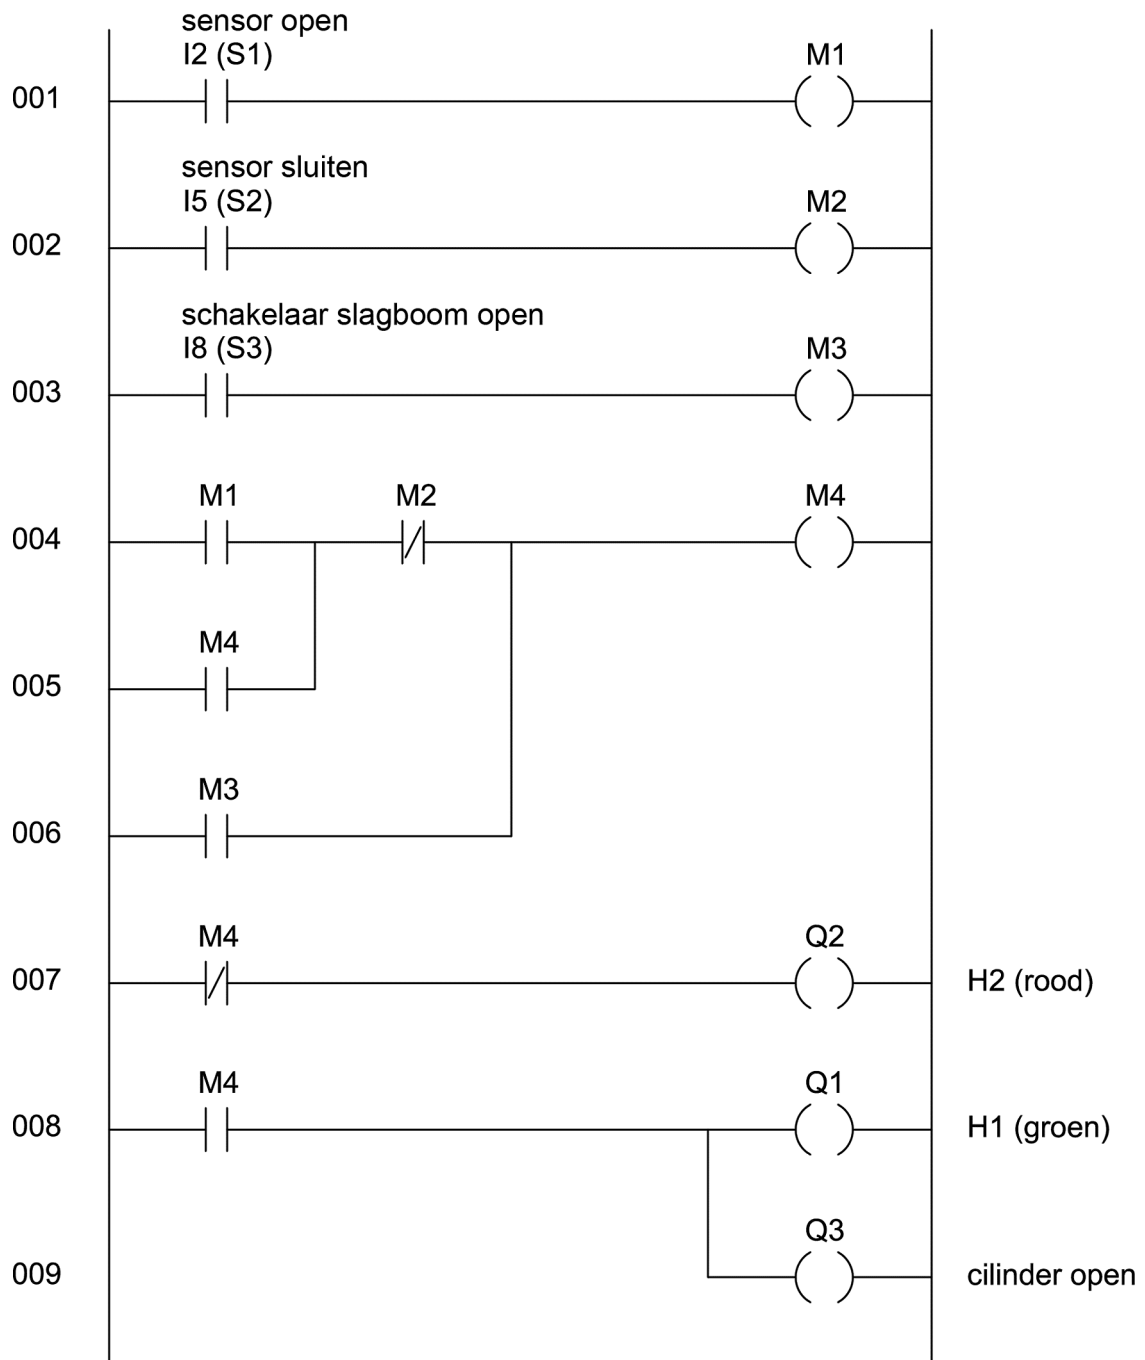 sensor open
I2 (S1)
M1
001
sensor sluiten
I5 (S2)
M2
002
schakelaar slagboom open
I8 (S3)
M3
003
M1
M2
M4
004
M4
005
M3
006
M4
Q2
007
H2 (rood)
M4
Q1
008
H1 (groen)
Q3
009
cilinder open